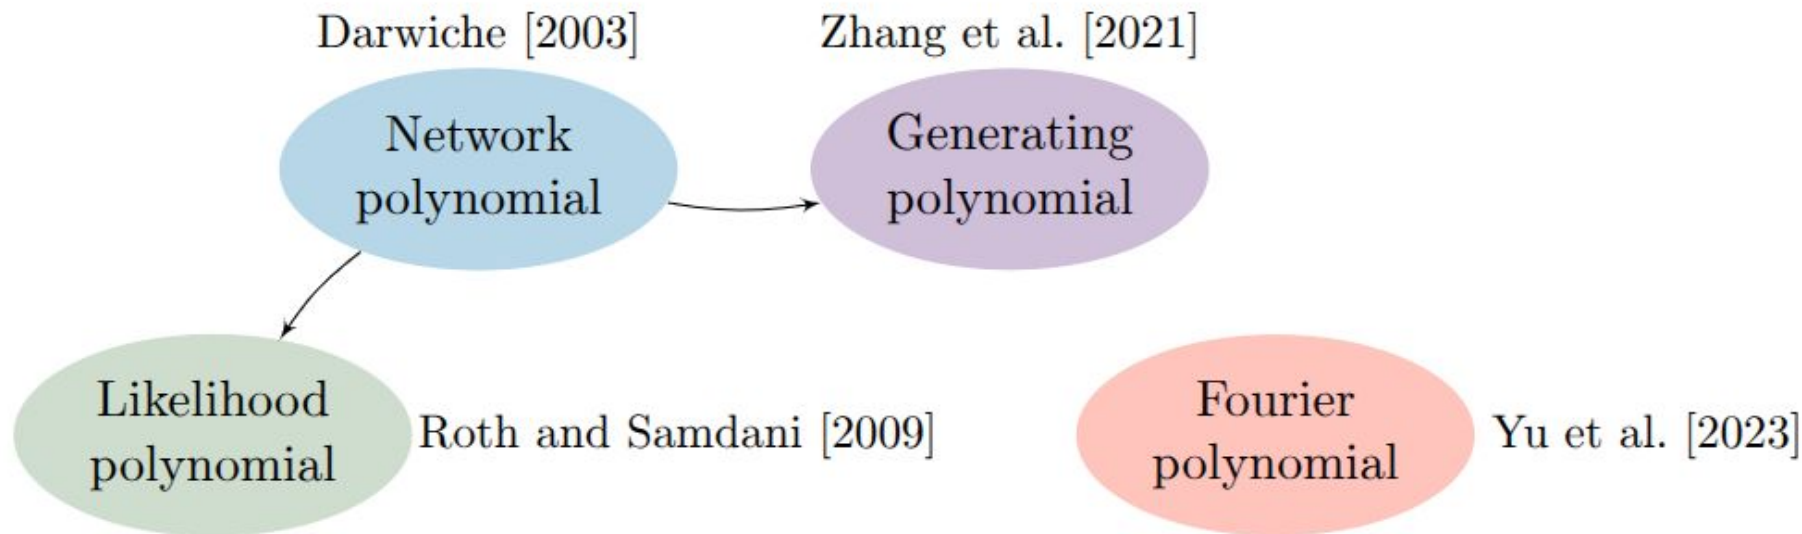 Darwiche [2003]
Zhang et al. [2021]
Network
polynomial
Generating
polynomial
Likelihood
polynomial
Roth and Samdani [2009]
Fourier
polynomial
Yu et al. [2023]